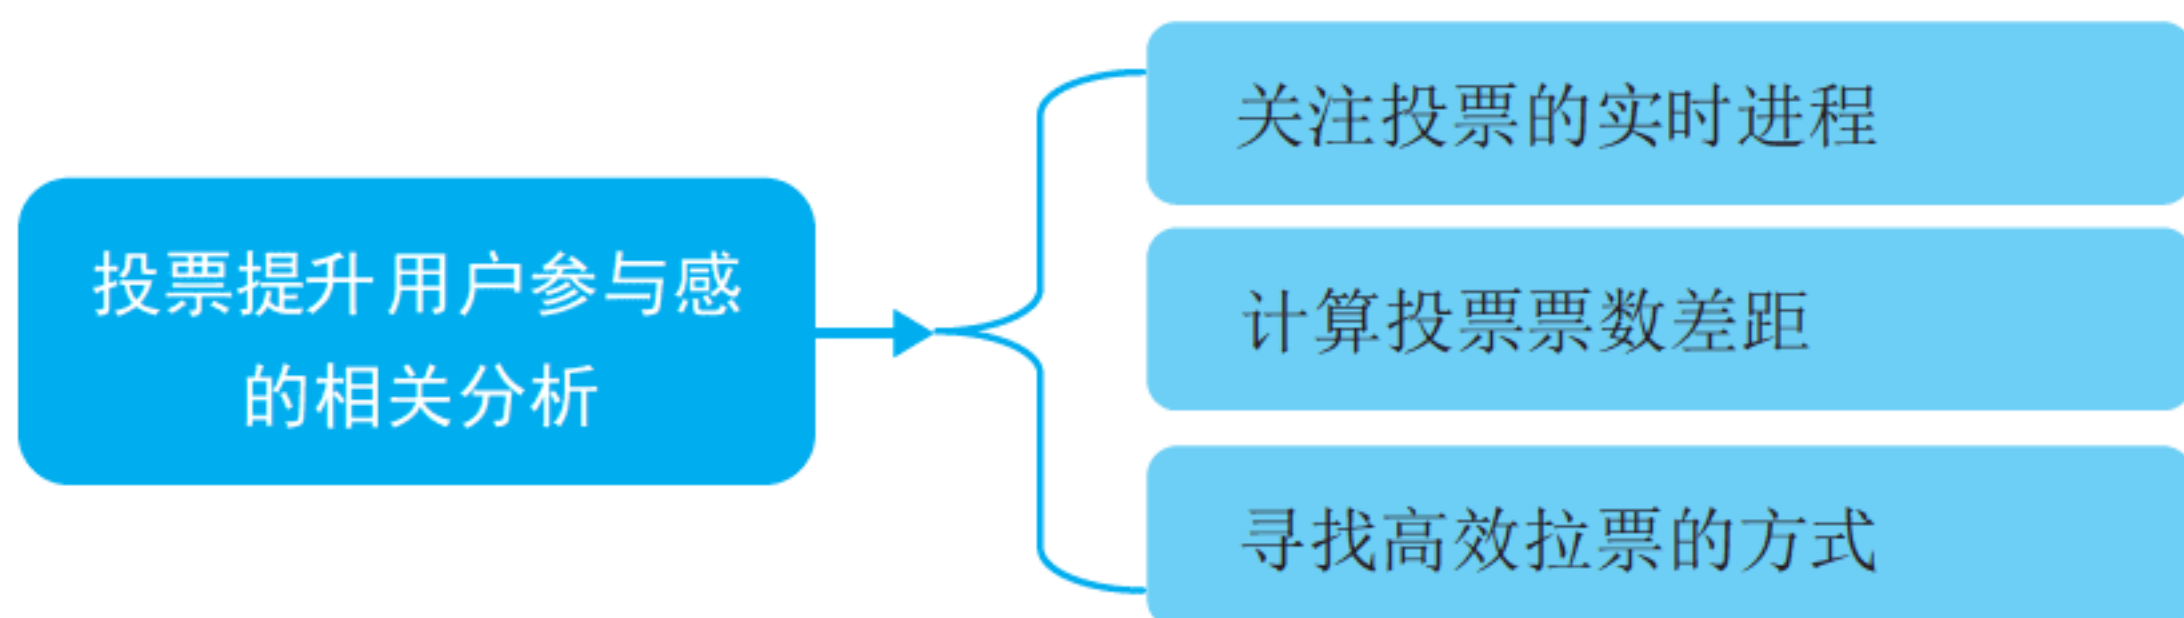 投票提升用户参与感
的相关分析
关注投票的实时进程
计算投票票数差距
寻找高效拉票的方式